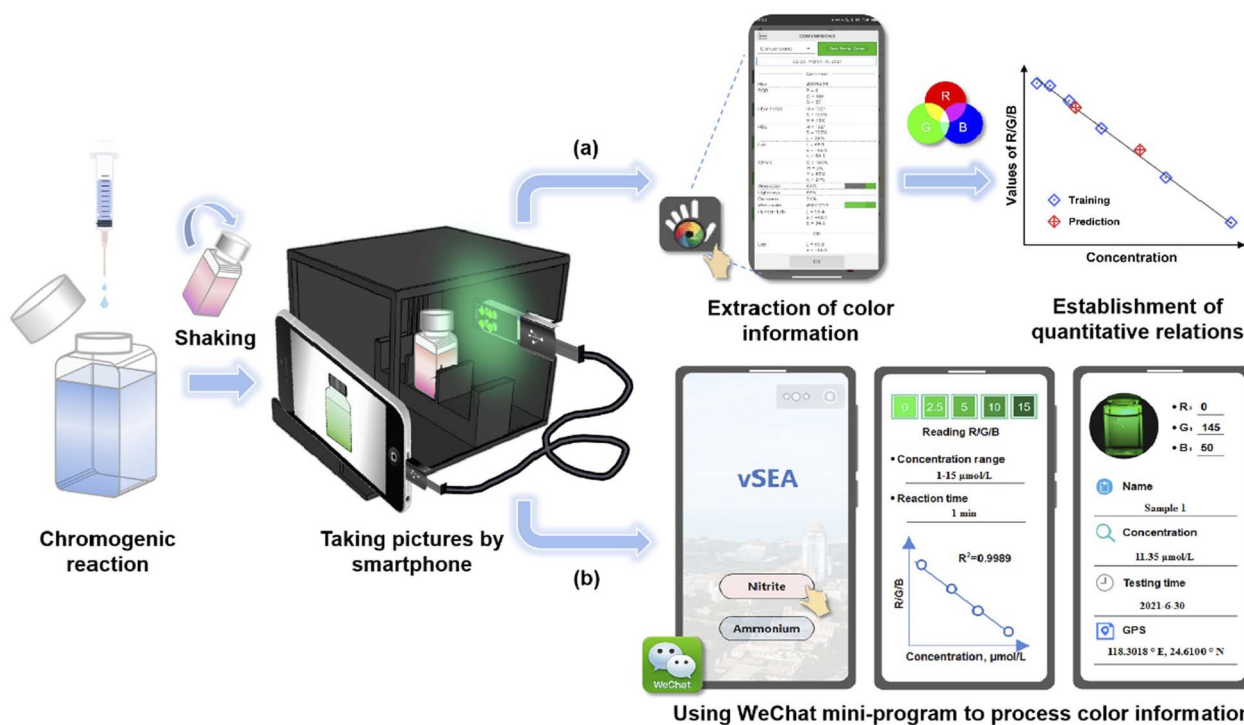 (a)
Shaking
Chromogenic
reaction
Taking pictures by
smartphone
(b)
CONVERSIONS
Conversions
RGB
R
G
B
Extraction of color
information
Values of R/G/B
Training
Prediction
Concentration
Establishment of
quantitative relations
vSEA
Nitrite
Ammonium
WeChat
0 2.5 5 10 15
Reading R/G/B
• Concentration range
1-15 μmol/L
• Reaction time
1 min
R²=0.9989
R/G/B
Concentration, μmol/L
• R: 0
• G: 145
• B: 50
Name
Sample 1
Concentration
11.35 μmol/L
Testing time
2021-6-30
GPS
118.3018 ° E, 24.6100 ° N
Using WeChat mini-program to process color information